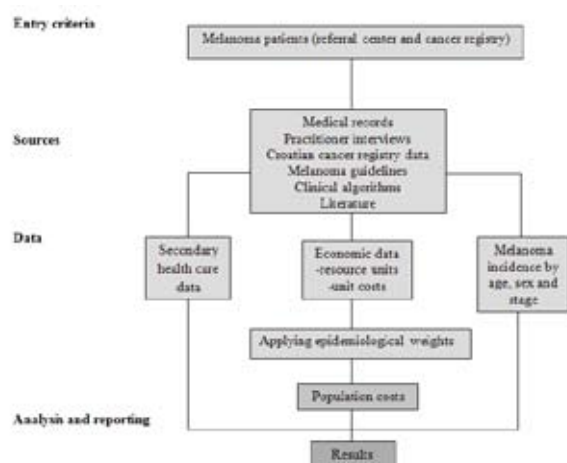 Entry criteria
Melanoma patients (referral center and cancer registry)
Sources
Medical records
Practitioner interviews
Croatian cancer registry data
Melanoma guidelines
Clinical algorithms
Literature
Data
Secondary
health care
data
Economic data
-resource units
-unit costs
Melanoma
incidence by
age, sex and
stage
Applying epidemiological weights
Population costs
Analysis and reporting
Results